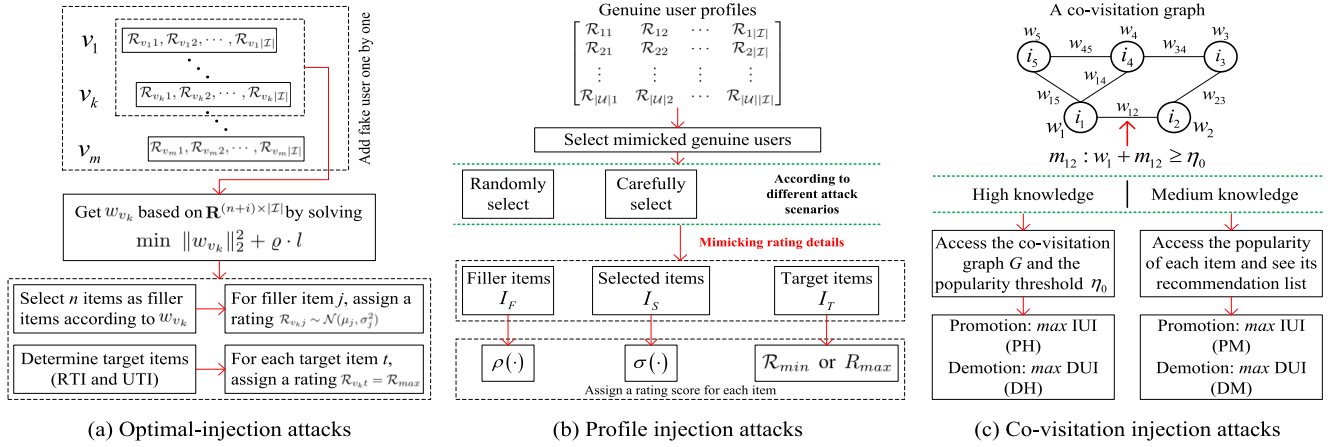 v_1
R_{v_1 1}, R_{v_1 2}, ⋯, R_{v_1|I|}
v_k
R_{v_k 1}, R_{v_k 2}, ⋯, R_{v_k|I|}
v_m
R_{v_m 1}, R_{v_m 2}, ⋯, R_{v_m|I|}
Add fake user one by one
Get w_{v_k} based on R^{(n+i)×|I|} by solving
min ‖w_{v_k}‖_2^2 + ϱ · l
Select n items as filler
items according to w_{v_k}
For filler item j, assign a
rating R_{v_k j} ~ N(μ_j, σ_j^2)
Determine target items
(RTI and UTI)
For each target item t,
assign a rating R_{v_k t} = R_{max}
(a) Optimal-injection attacks
Genuine user profiles
R_{11} R_{12} ⋯ R_{1|I|}
R_{21} R_{22} ⋯ R_{2|I|}
⋮ ⋮ ⋮ ⋮
R_{|U|1} R_{|U|2} ⋯ R_{|U||I|}
Select mimicked genuine users
Randomly
select
Carefully
select
According to
different attack
scenarios
Mimicking rating details
Filler items
I_F
Selected items
I_S
Target items
I_T
ρ(·)
σ(·)
R_{min} or R_{max}
Assign a rating score for each item
(b) Profile injection attacks
A co-visitation graph
w_5
w_4
w_3
i_5
w_45
i_4
w_34
i_3
w_15
w_14
w_23
w_1
i_1
w_12
i_2
w_2
m_12 : w_1 + m_12 ≥ η_0
High knowledge
Medium knowledge
Access the co-visitation
graph G and the
popularity threshold η_0
Access the popularity
of each item and see its
recommendation list
Promotion: max IUI
(PH)
Demotion: max DUI
(DH)
Promotion: max IUI
(PM)
Demotion: max DUI
(DM)
(c) Co-visitation injection attacks